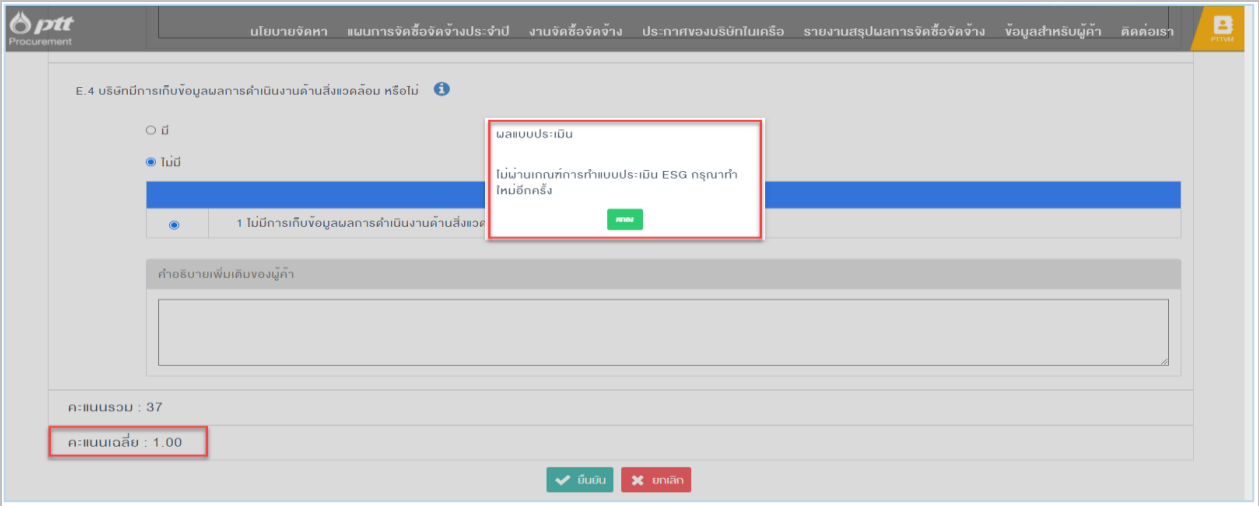 ptt
Procurement
นโยบายจัดหา แผนการจัดซื้อจัดจ้างประจำปี งานจัดซื้อจัดจ้าง ประกาศของบริษัทในเครือ รายงานสรุปผลการจัดซื้อจัดจ้าง ข้อมูลสำหรับผู้ค้า ติดต่อเรา
PTTVM
E.4 บริษัทมีการเก็บข้อมูลผลการดำเนินงานด้านสิ่งแวดล้อม หรือไม่
มี
ไม่มี
ผลแบบประเมิน
ไม่ผ่านเกณฑ์การทำแบบประเมิน ESG กรุณาทำ
ใหม่อีกครั้ง
ตกลง
1 ไม่มีการเก็บข้อมูลผลการดำเนินงานด้านสิ่งแวด
คำอธิบายเพิ่มเติมของผู้ค้า
คะแนนรวม : 37
คะแนนเฉลี่ย : 1.00
ยืนยัน ยกเลิก